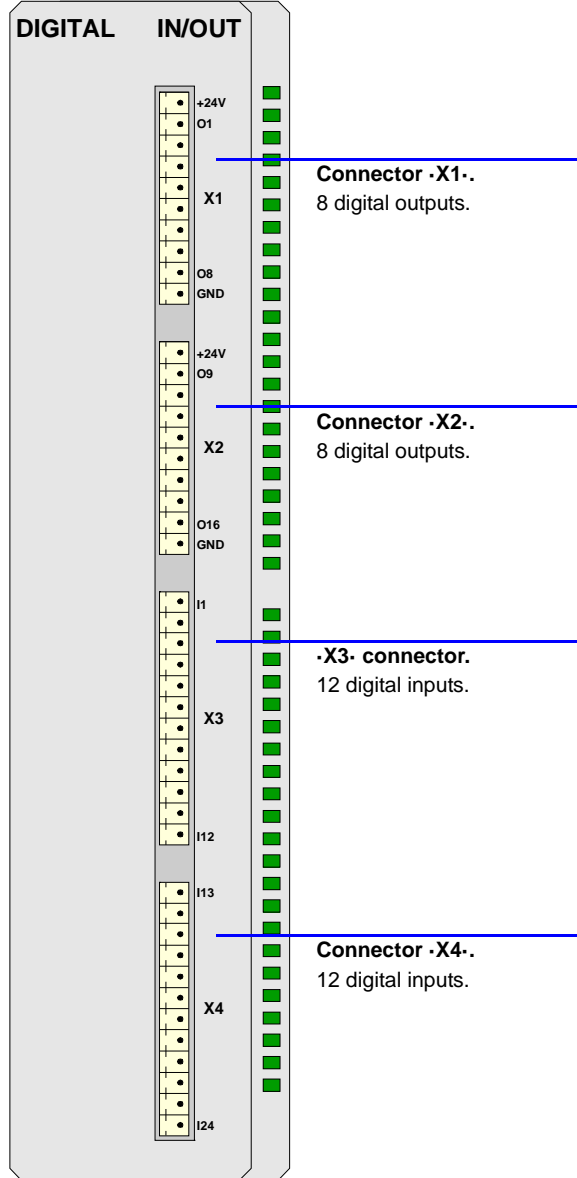 DIGITAL IN/OUT
+24V
O1
X1
O8
GND
Connector ·X1·.
8 digital outputs.
+24V
O9
X2
O16
GND
Connector ·X2·.
8 digital outputs.
I1
X3
I12
·X3· connector.
12 digital inputs.
I13
X4
I24
Connector ·X4·.
12 digital inputs.